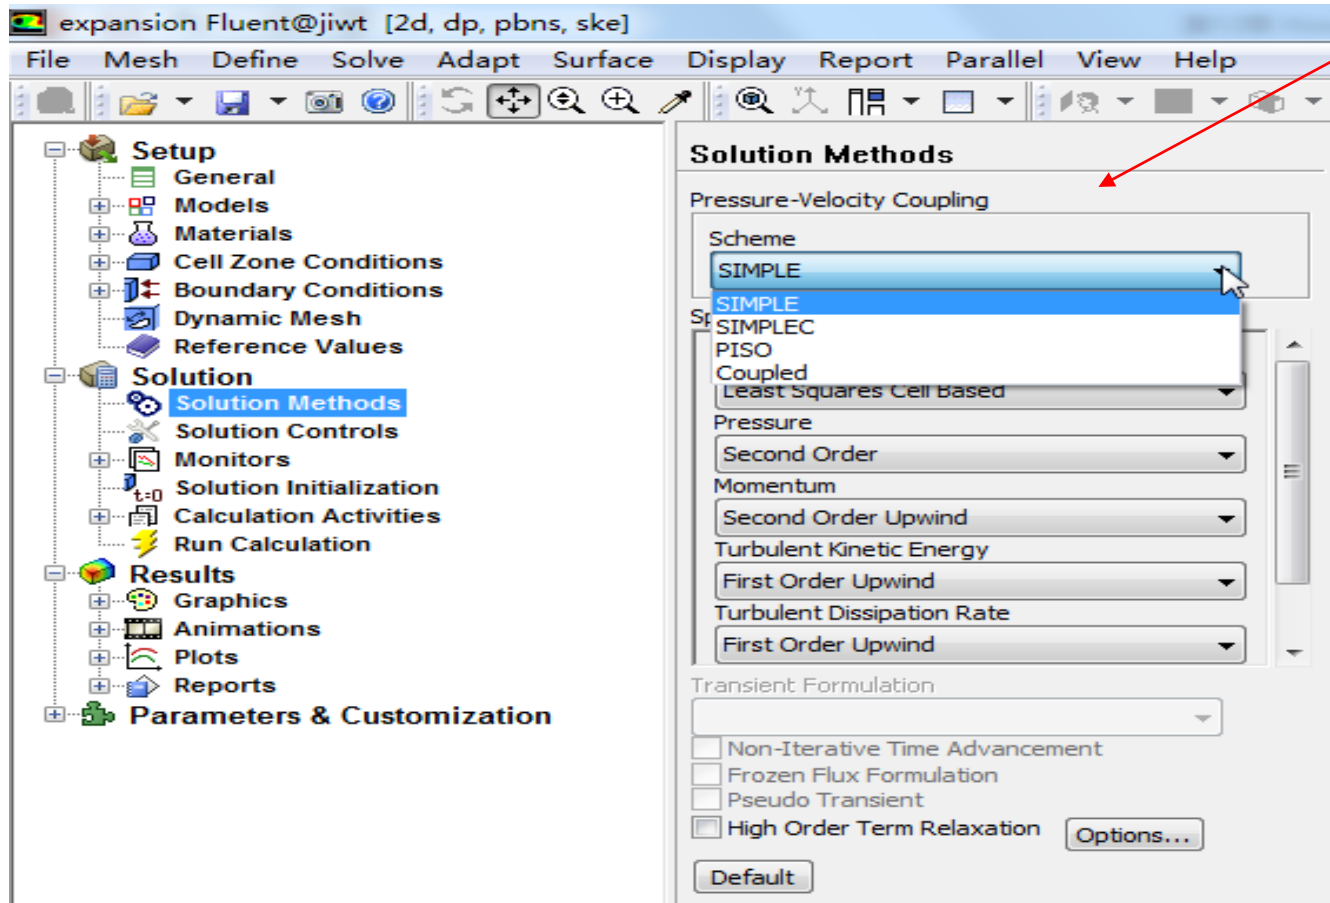 expansion Fluent@jiwt [2d, dp, pbns, ske]
File Mesh Define Solve Adapt Surface Display Report Parallel View Help
Setup
General
Models
Materials
Cell Zone Conditions
Boundary Conditions
Dynamic Mesh
Reference Values
Solution
Solution Methods
Solution Controls
Monitors
t=0 Solution Initialization
Calculation Activities
Run Calculation
Results
Graphics
Animations
Plots
Reports
Parameters & Customization
Solution Methods
Pressure-Velocity Coupling
Scheme
SIMPLE
SIMPLE
SIMPLEC
PISO
Coupled
Least Squares Cell Based
Pressure
Second Order
Momentum
Second Order Upwind
Turbulent Kinetic Energy
First Order Upwind
Turbulent Dissipation Rate
First Order Upwind
Transient Formulation
Non-Iterative Time Advancement
Frozen Flux Formulation
Pseudo Transient
High Order Term Relaxation Options...
Default